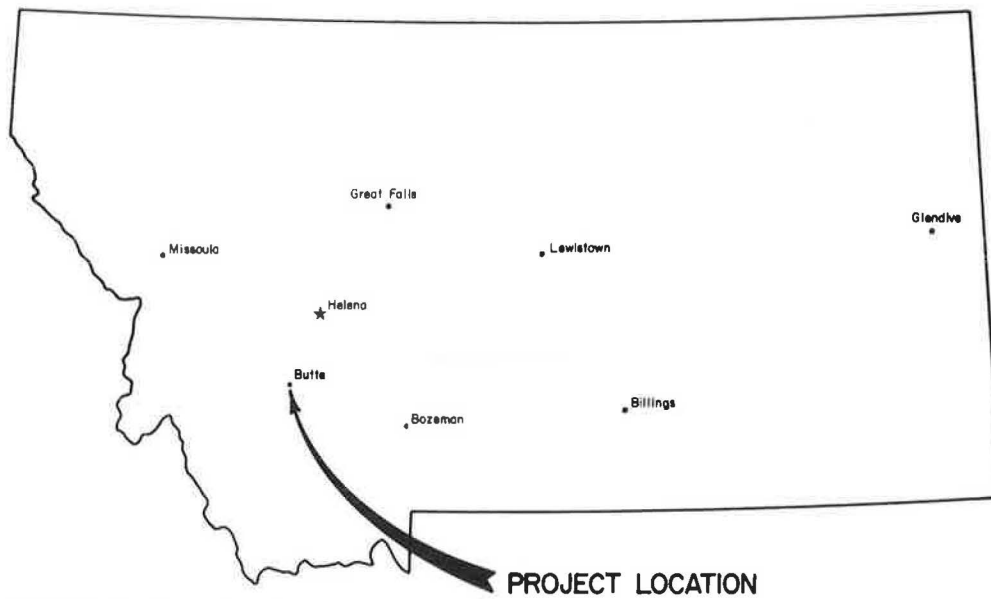 Great Falls
Glendive
Missoula
Lewistown
Helena
Butte
Billings
Bozeman
PROJECT LOCATION